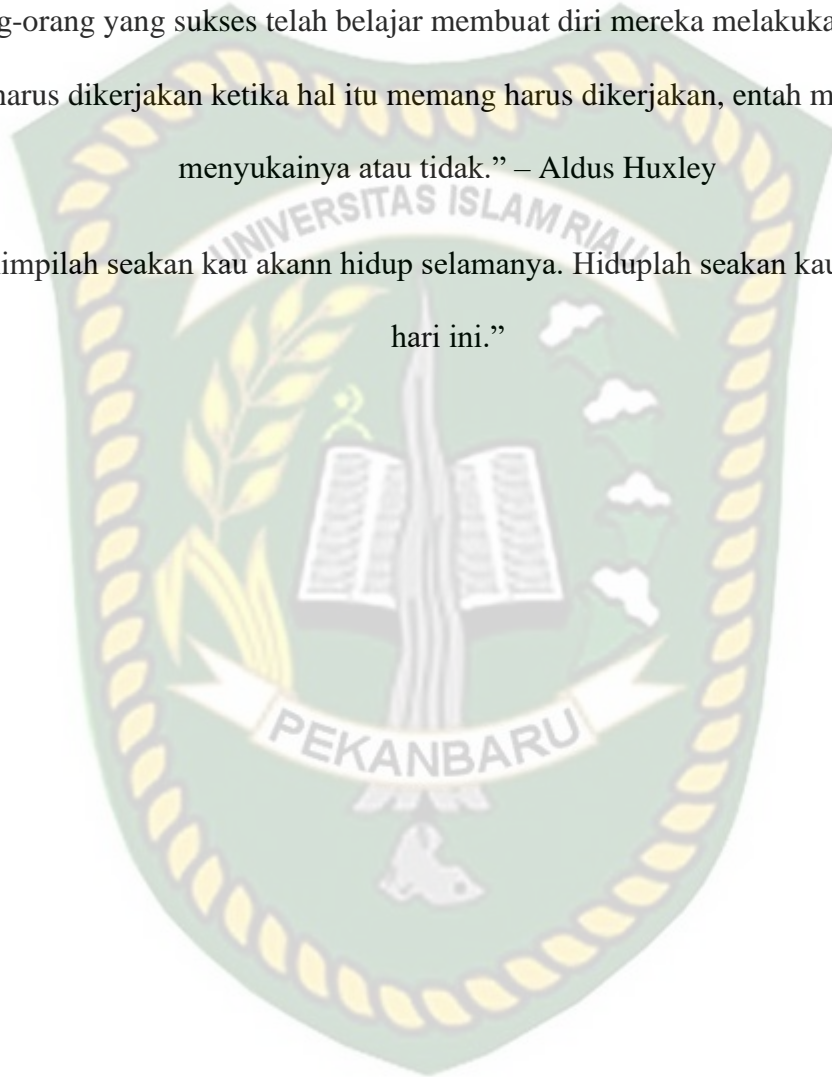 g-orang yang sukses telah belajar membuat diri mereka melakuka
harus dikerjakan ketika hal itu memang harus dikerjakan, entah m
menyukainya atau tidak.” – Aldus Huxley
UNIVERSITAS ISLAM RIAU
impilah seakan kau akann hidup selamanya. Hiduplah seakan kau
hari ini.”
PEKANBARU